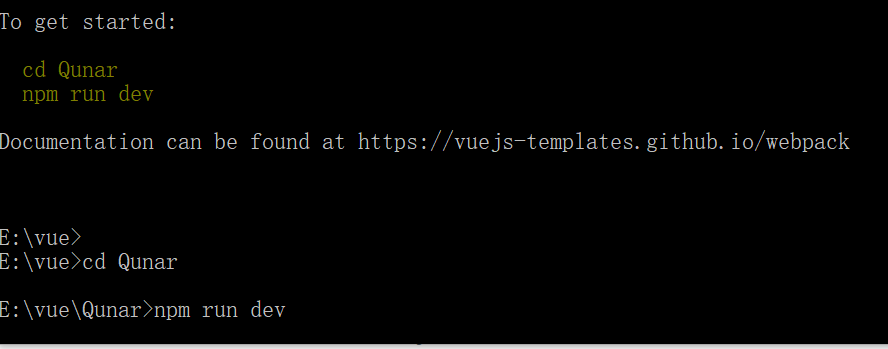 To get started:
cd Qunar
npm run dev
Documentation can be found at https://vuejs-templates.github.io/webpack
E:\vue>
E:\vue>cd Qunar
E:\vue\Qunar>npm run dev